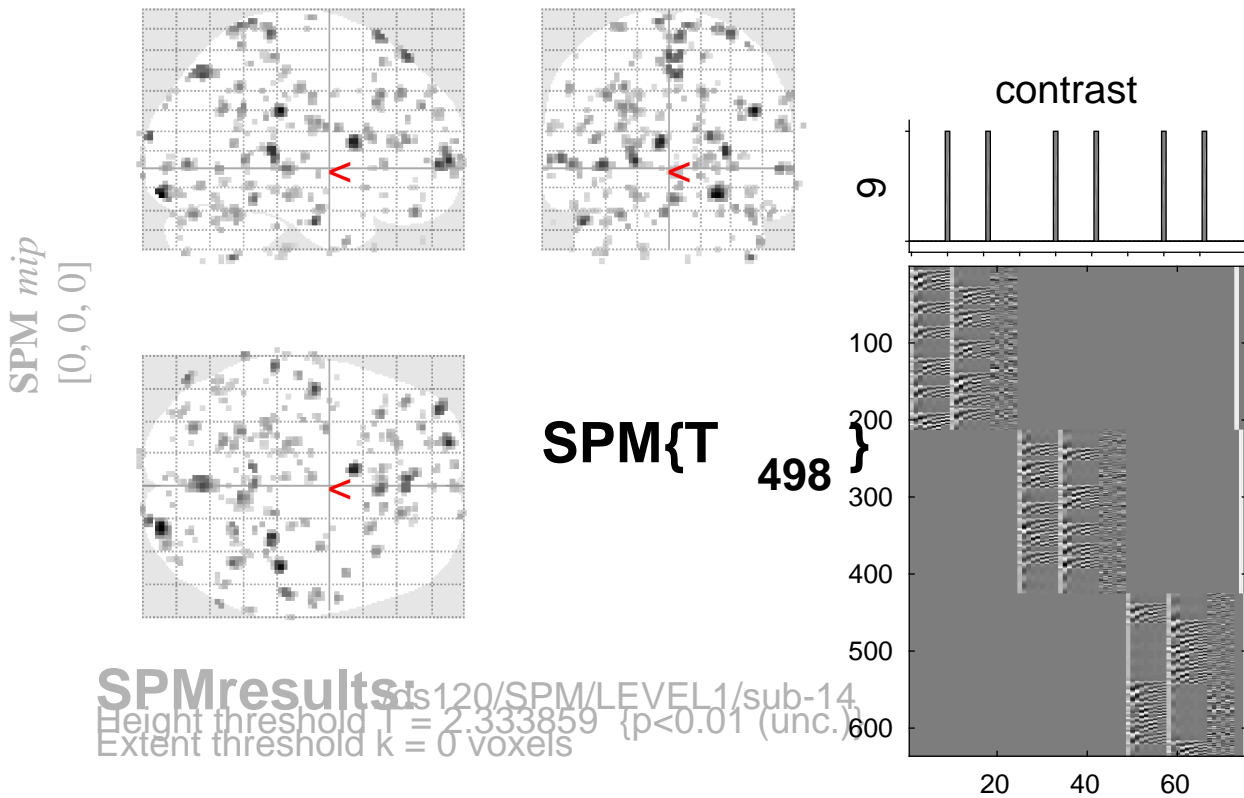 SPM mip
[0, 0, 0]
<
<
<
SPM{T498}
SPMresults: /ds120/SPM/LEVEL1/sub-14
Height threshold T = 2.333859 {p<0.01 (unc.)}
Extent threshold k = 0 voxels
contrast
9
100
200
300
400
500
600
20 40 60